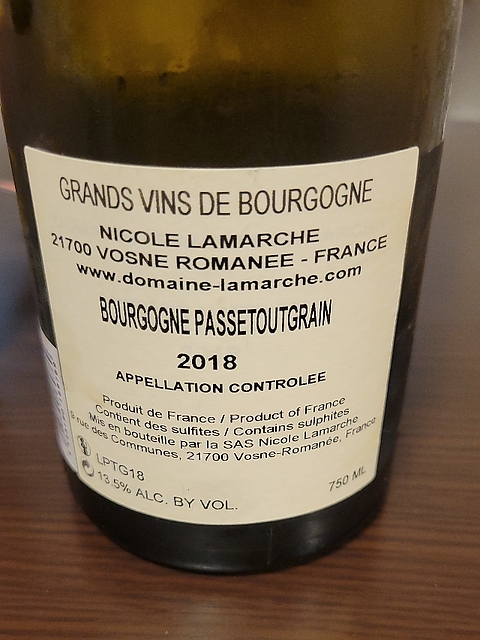 GRANDS VINS DE BOURGOGNE
NICOLE LAMARCHE
21700 VOSNE ROMANEE - FRANCE
www.domaine-lamarche.com
BOURGOGNE PASSETOUTGRAIN
2018
APPELLATION CONTROLEE
Produit de France / Product of France
Contient des sulfites / Contains sulphites
Mis en bouteille par la SAS Nicole Lamarche
rue des Communes, 21700 Vosne-Romanée, France
LPTG18
13.5% ALC. BY VOL.
750 ML